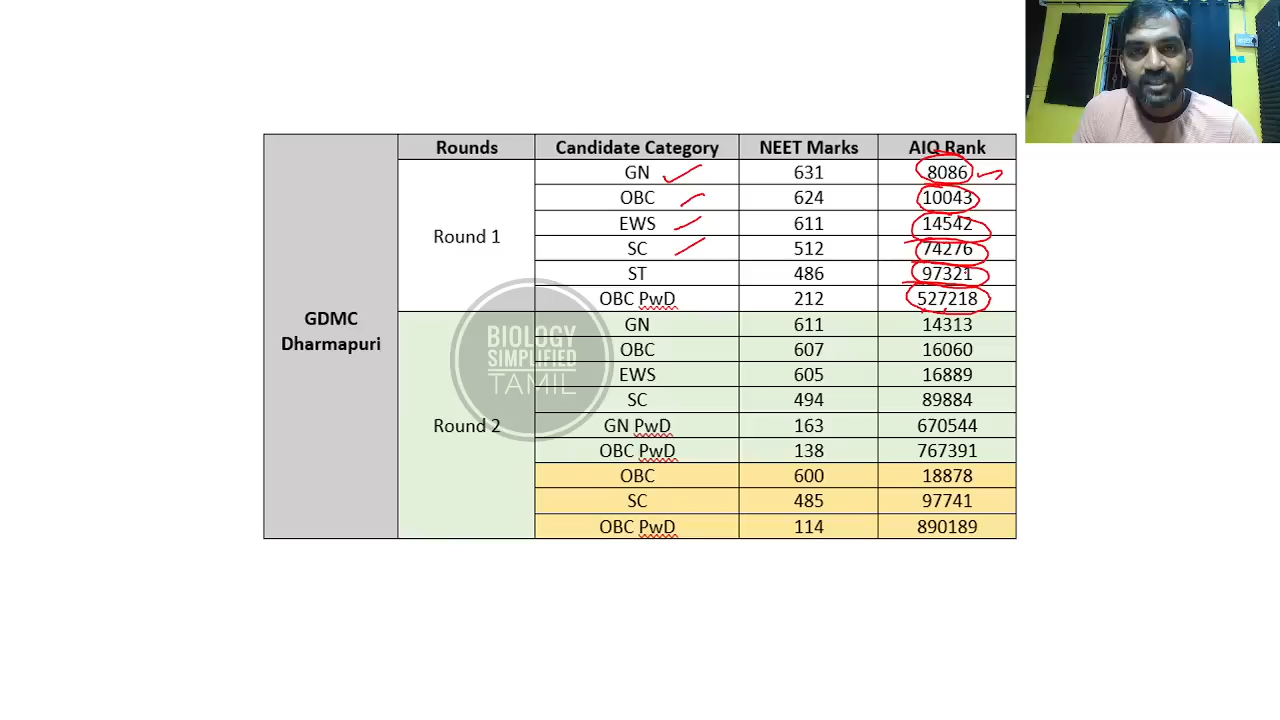 Rounds Candidate Category NEET Marks AIQ Rank
GDMC Dharmapuri
Round 1
GN 631 8086
OBC 624 10043
EWS 611 14542
SC 512 74276
ST 486 97321
OBC PwD 212 527218
Round 2
GN 611 14313
OBC 607 16060
EWS 605 16889
SC 494 89884
GN PwD 163 670544
OBC PwD 138 767391
OBC 600 18878
SC 485 97741
OBC PwD 114 890189
BIOLOGY
SIMPLIFIED
TAMIL